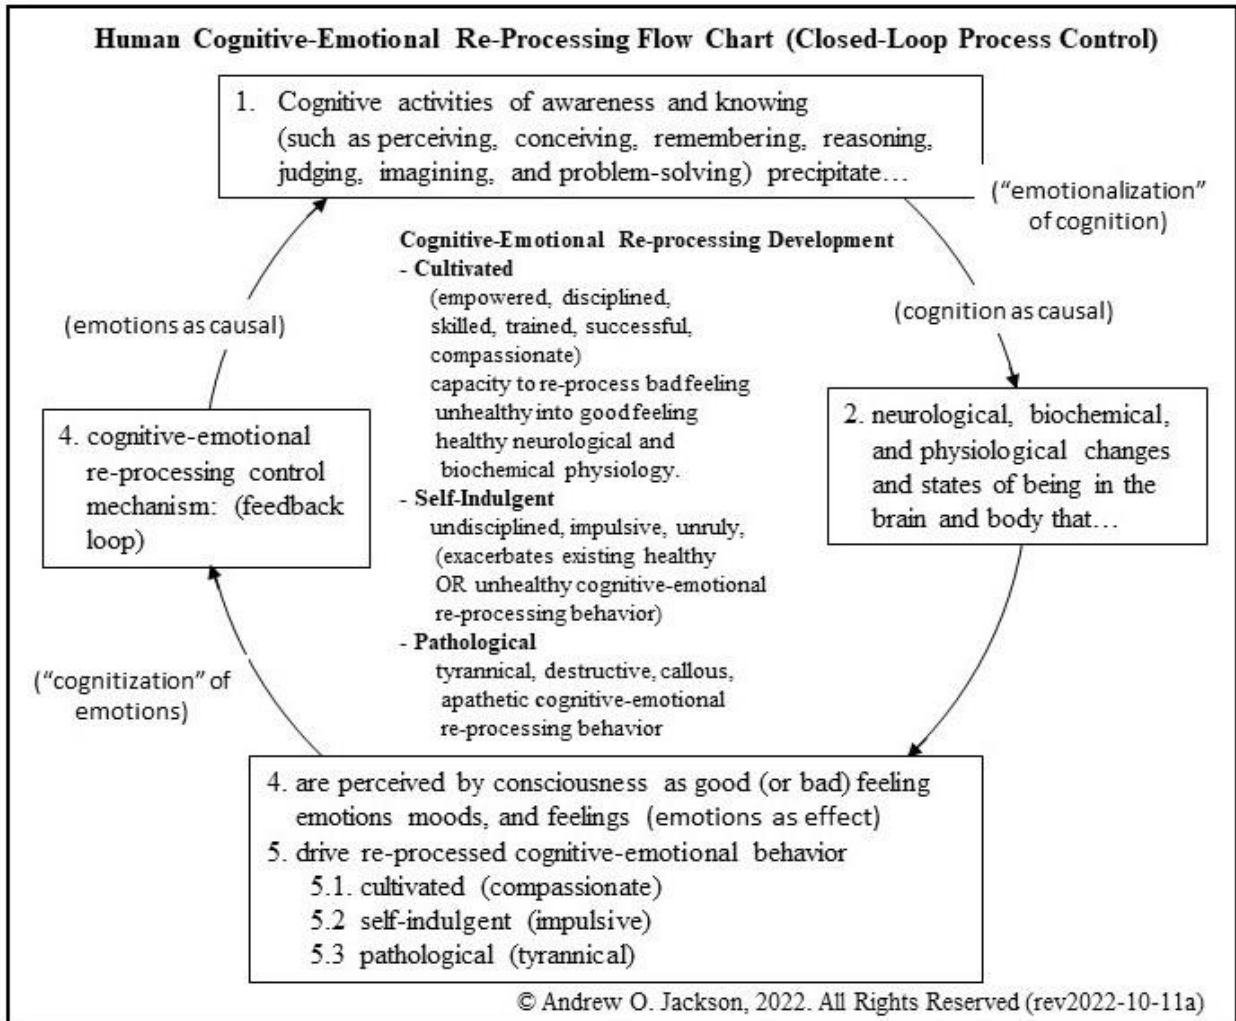 Human Cognitive-Emotional Re-Processing Flow Chart (Closed-Loop Process Control)
1. Cognitive activities of awareness and knowing
(such as perceiving, conceiving, remembering, reasoning,
judging, imagining, and problem-solving) precipitate…
(“emotionalization”
of cognition)
(cognition as causal)
2. neurological, biochemical,
and physiological changes
and states of being in the
brain and body that…
4. are perceived by consciousness as good (or bad) feeling
emotions moods, and feelings (emotions as effect)
5. drive re-processed cognitive-emotional behavior
5.1. cultivated (compassionate)
5.2 self-indulgent (impulsive)
5.3 pathological (tyrannical)
(“cognitization” of
emotions)
4. cognitive-emotional
re-processing control
mechanism: (feedback
loop)
(emotions as causal)
Cognitive-Emotional Re-processing Development
- Cultivated
(empowered, disciplined,
skilled, trained, successful,
compassionate)
capacity to re-process bad feeling
unhealthy into good feeling
healthy neurological and
biochemical physiology.
- Self-Indulgent
undisciplined, impulsive, unruly,
(exacerbates existing healthy
OR unhealthy cognitive-emotional
re-processing behavior)
- Pathological
tyrannical, destructive, callous,
apathetic cognitive-emotional
re-processing behavior
© Andrew O. Jackson, 2022. All Rights Reserved (rev2022-10-11a)